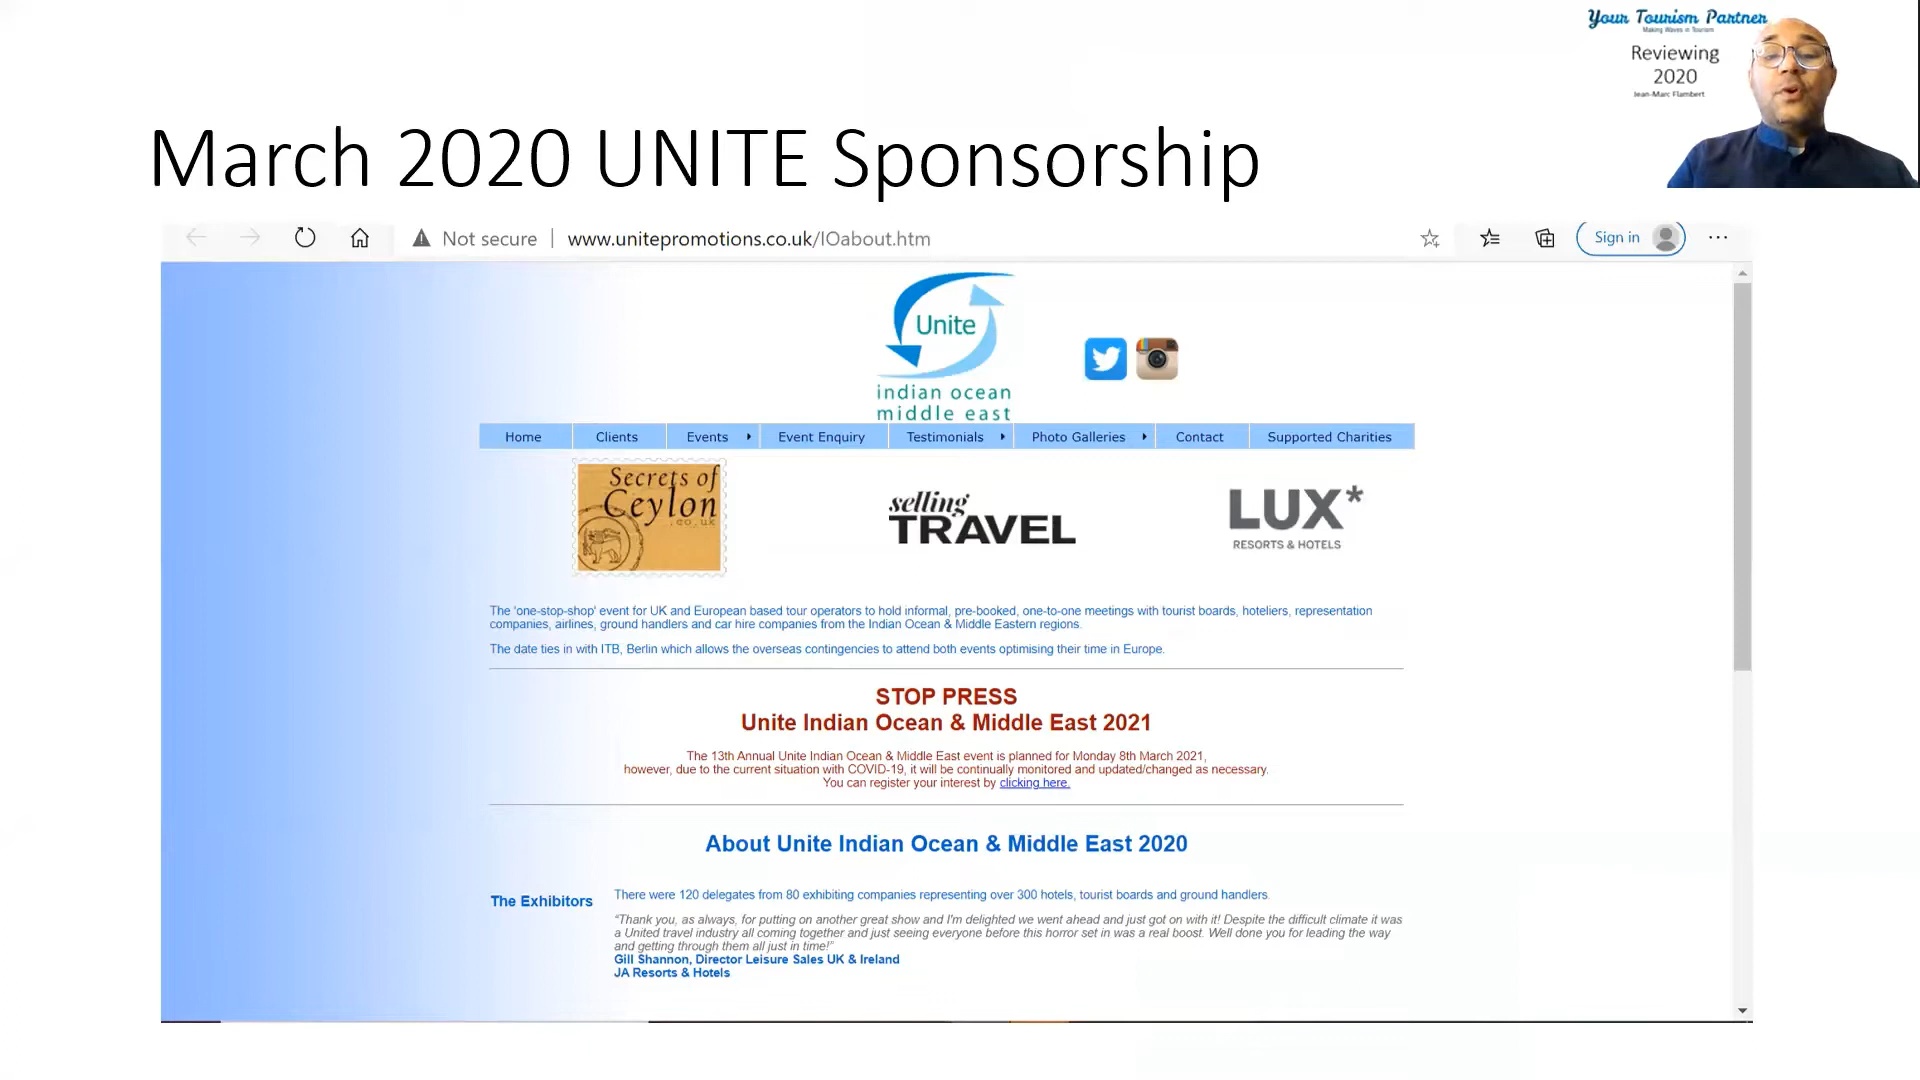 Your Tourism Partner
Making Waves in Tourism
Reviewing
2020
Jean-Marc Flambert
March 2020 UNITE Sponsorship
Not secure | www.unitepromotions.co.uk/IOabout.htm
Sign in
Unite
indian ocean
middle east
Home Clients Events Event Enquiry Testimonials Photo Galleries Contact Supported Charities
Secrets of
Ceylon
.co.uk
selling
TRAVEL
LUX*
RESORTS & HOTELS
The 'one-stop-shop' event for UK and European based tour operators to hold informal, pre-booked, one-to-one meetings with tourist boards, hoteliers, representation
companies, airlines, ground handlers and car hire companies from the Indian Ocean & Middle Eastern regions.
The date ties in with ITB, Berlin which allows the overseas contingencies to attend both events optimising their time in Europe.
STOP PRESS
Unite Indian Ocean & Middle East 2021
The 13th Annual Unite Indian Ocean & Middle East event is planned for Monday 8th March 2021,
however, due to the current situation with COVID-19, it will be continually monitored and updated/changed as necessary.
You can register your interest by clicking here.
About Unite Indian Ocean & Middle East 2020
The Exhibitors
There were 120 delegates from 80 exhibiting companies representing over 300 hotels, tourist boards and ground handlers.
"Thank you, as always, for putting on another great show and I'm delighted we went ahead and just got on with it! Despite the difficult climate it was
a United travel industry all coming together and just seeing everyone before this horror set in was a real boost. Well done you for leading the way
and getting through them all just in time!"
Gill Shannon, Director Leisure Sales UK & Ireland
JA Resorts & Hotels